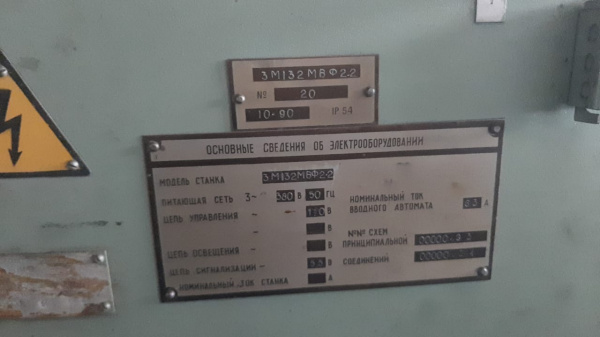 3М132МВФ2-2
№ 20
10-90 IP 54
ОСНОВНЫЕ СВЕДЕНИЯ ОБ ЭЛЕКТРООБОРУДОВАНИИ
МОДЕЛЬ СТАНКА 3М132МВФ2-2
ПИТАЮЩАЯ СЕТЬ 3~ 380 В 50 ГЦ
ЦЕПЬ УПРАВЛЕНИЯ ~ 110 В
~ В
ЦЕПЬ ОСВЕЩЕНИЯ ~ В
ЦЕПЬ СИГНАЛИЗАЦИИ ~ В
НОМИНАЛЬНЫЙ ТОК СТАНКА А
НОМИНАЛЬНЫЙ ТОК
ВВОДНОГО АВТОМАТА А
№№ СХЕМ
ПРИНЦИПИАЛЬНОЙ
СОЕДИНЕНИЙ